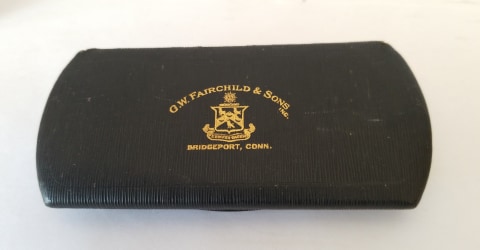 G.W. FAIRCHILD & SONS INC.
BRIDGEPORT, CONN.